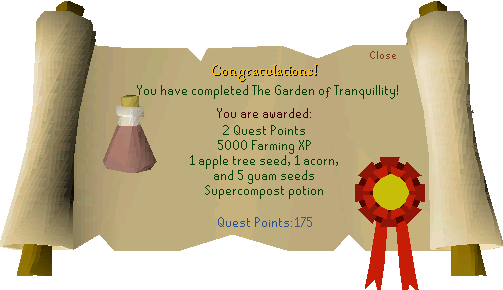 Close
Congratulations!
You have completed The Garden of Tranquillity!
You are awarded:
2 Quest Points
5000 Farming XP
1 apple tree seed, 1 acorn,
and 5 guam seeds
Supercompost potion
Quest Points: 175